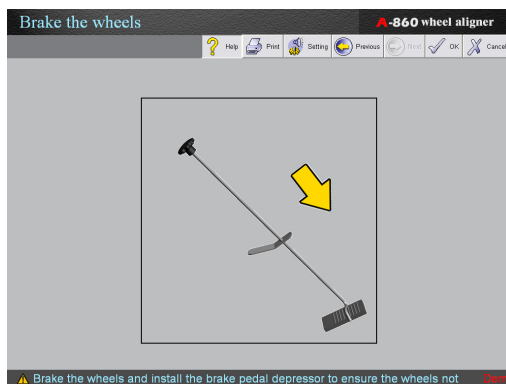 Brake the wheels
A-860 wheel aligner
Help Print Setting Previous Next OK Cancel
Brake the wheels and install the brake pedal depressor to ensure the wheels not